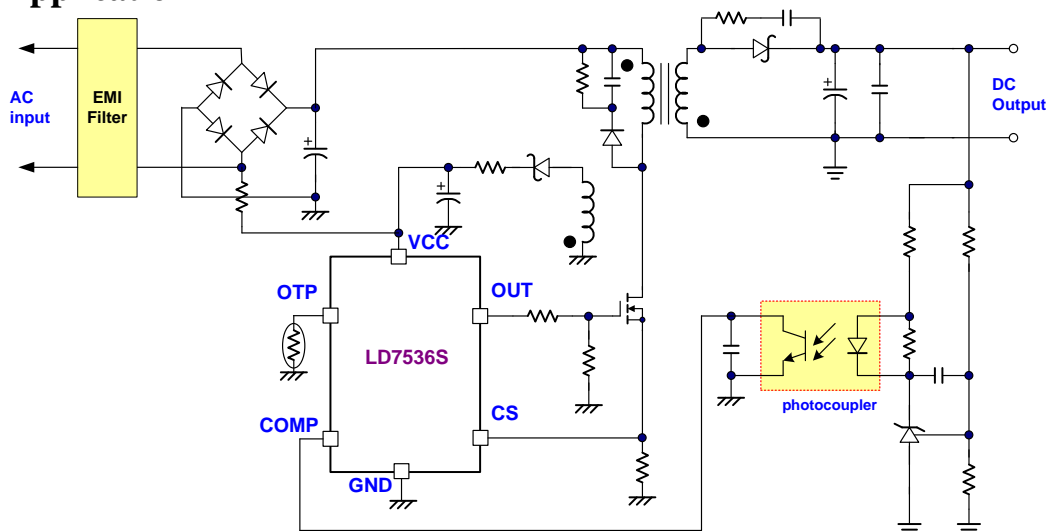 AC
input
EMI
Filter
DC
Output
+
+
+
VCC
OTP
OUT
LD7536S
COMP
CS
GND
photocoupler